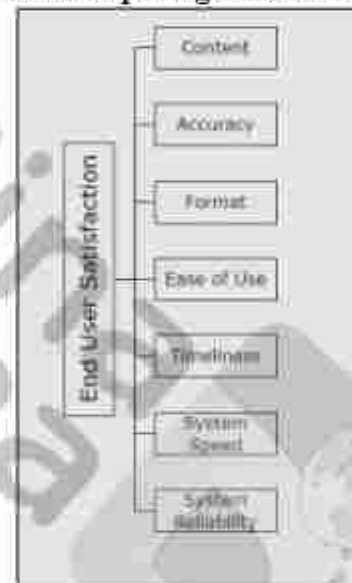 End User Satisfaction
Content
Accuracy
Format
Ease of Use
Timeliness
System
Speed
System
Reliability